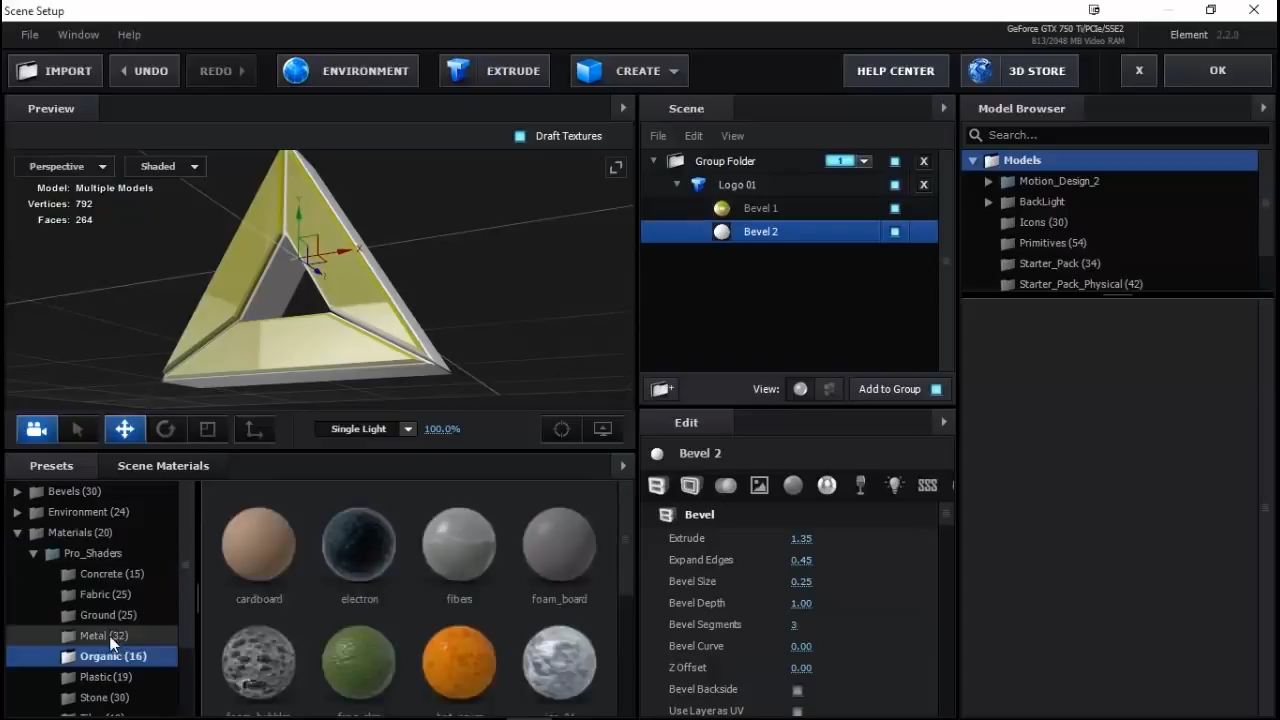 Scene Setup
File Window Help
GeForce GTX 750 Ti/PCIe/SSE2
813/2048 MB Video RAM
Element 2.2.0
IMPORT UNDO REDO ENVIRONMENT EXTRUDE CREATE HELP CENTER 3D STORE X OK
Preview
Draft Textures
Perspective Shaded
Model: Multiple Models
Vertices: 792
Faces: 264
Single Light 100.0%
Scene
File Edit View
Group Folder 1 X
Logo 01 X
Bevel 1
Bevel 2
View: Add to Group
Model Browser
Search...
Models
Motion_Design_2
BackLight
Icons (30)
Primitives (54)
Starter_Pack (34)
Starter_Pack_Physical (42)
Presets Scene Materials
Bevels (30)
Environment (24)
Materials (20)
Pro_Shaders
Concrete (15)
Fabric (25)
Ground (25)
Metal (32)
Organic (16)
Plastic (19)
Stone (30)
cardboard electron fibers foam_board
Edit
Bevel 2
Bevel
Extrude 1.35
Expand Edges 0.45
Bevel Size 0.25
Bevel Depth 1.00
Bevel Segments 3
Bevel Curve 0.00
Z Offset 0.00
Bevel Backside
Use Layer as UV